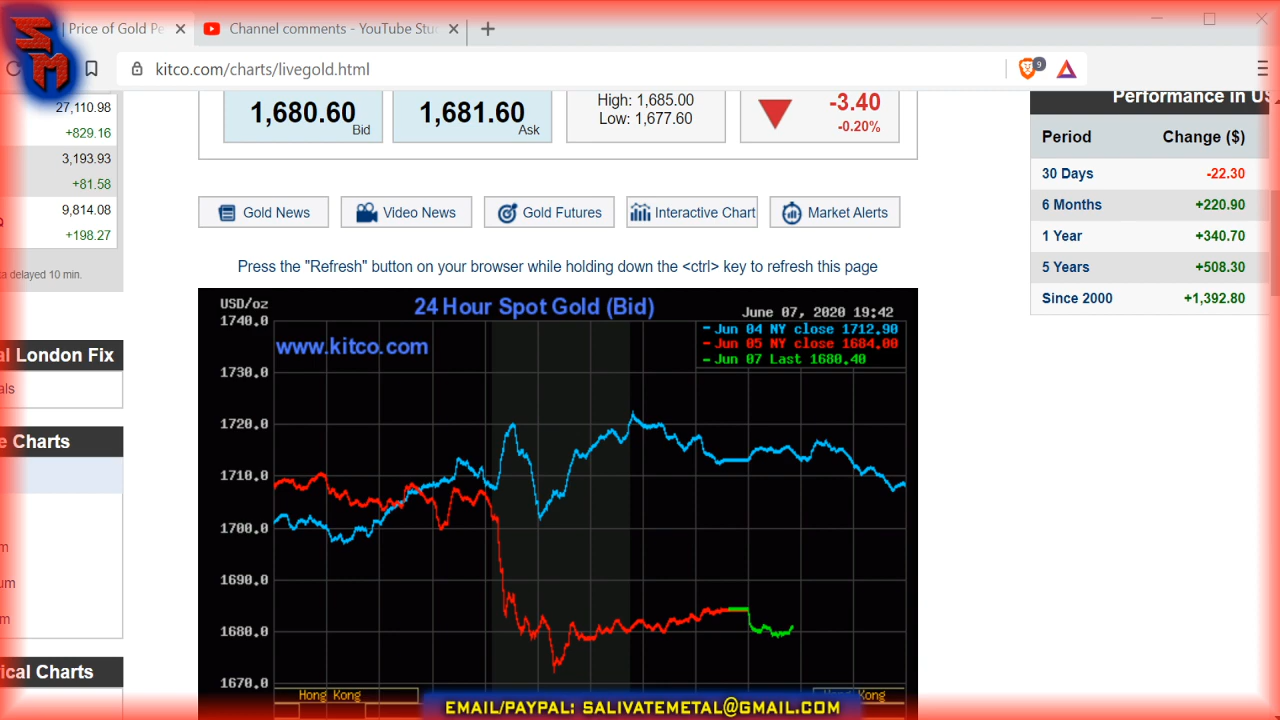 SM
| Price of Gold Pe
Channel comments - YouTube Stu
kitco.com/charts/livegold.html
9
27,110.98
+829.16
3,193.93
+81.58
9,814.08
+198.27
a delayed 10 min.
al London Fix
als
e Charts
m
um
m
ical Charts
1,680.60
Bid
1,681.60
Ask
High: 1,685.00
Low: 1,677.60
-3.40
-0.20%
Gold News
Video News
Gold Futures
Interactive Chart
Market Alerts
Press the "Refresh" button on your browser while holding down the <ctrl> key to refresh this page
USD/oz
24 Hour Spot Gold (Bid)
June 07, 2020 19:42
www.kitco.com
Jun 04 NY close 1712.90
Jun 05 NY close 1684.00
Jun 07 Last 1680.40
1740.0
1730.0
1720.0
1710.0
1700.0
1690.0
1680.0
1670.0
Hong Kong
Hong Kong
Performance in US
Period Change ($)
30 Days -22.30
6 Months +220.90
1 Year +340.70
5 Years +508.30
Since 2000 +1,392.80
EMAIL/PAYPAL: SALIVATEMETAL@GMAIL.COM